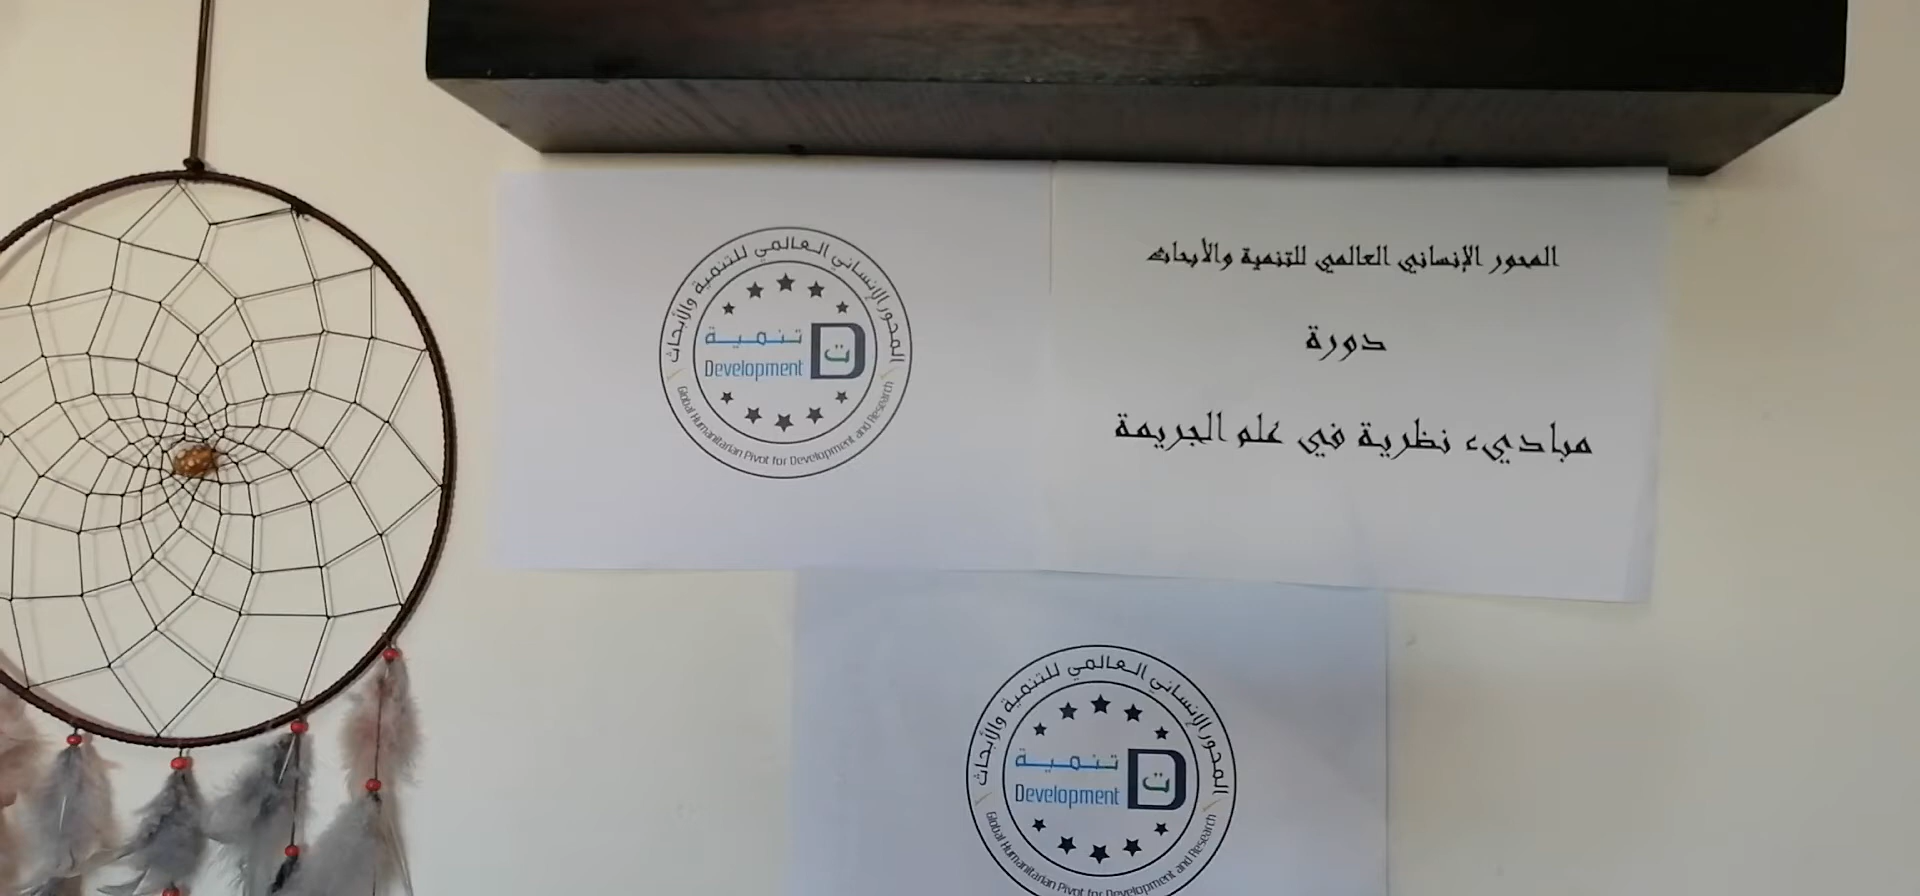 المحور الإنساني العالمي للتنمية والأبحاث
دورة
مباديء نظرية في علم الجريمة
المحور الإنساني العالمي للتنمية والأبحاث
تنمية
ت
Development
Global Humanitarian Pivot for Development and Research
المحور الإنساني العالمي للتنمية والأبحاث
تنمية
ت
Development
Global Humanitarian Pivot for Development and Research